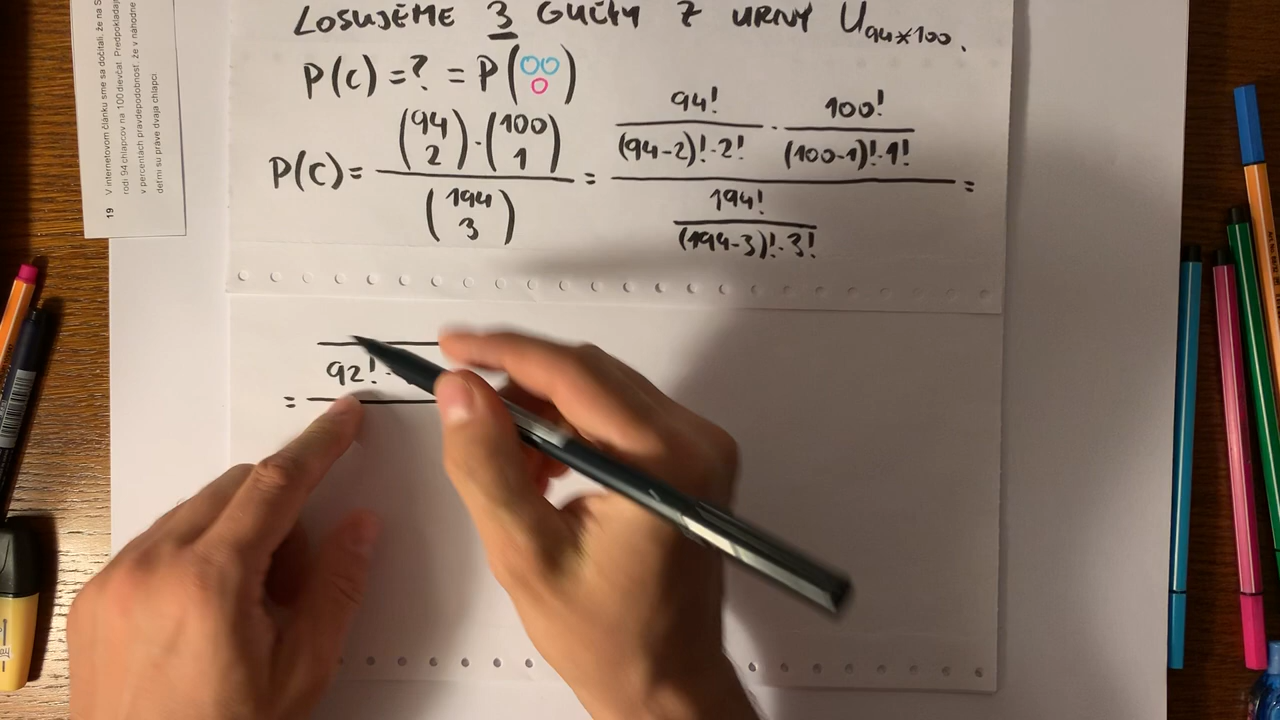 LOSUJEME 3 GUĽKY Z URNY U94*100.
P(C) = ? = P(
P(C) = (94 2)·(100 1) / (194 3) = 94!/((94-2)!·2!) · 100!/((100-1)!·1!) / 194!/((194-3)!·3!) =
= 92! ·
19 V internetovom článku sme sa dočítali, že na S
rodí 94 chlapcov na 100 dievčat. Predpokladaj
v percentách pravdepodobnosť, že v náhodne
deťmi sú práve dvaja chlapci.